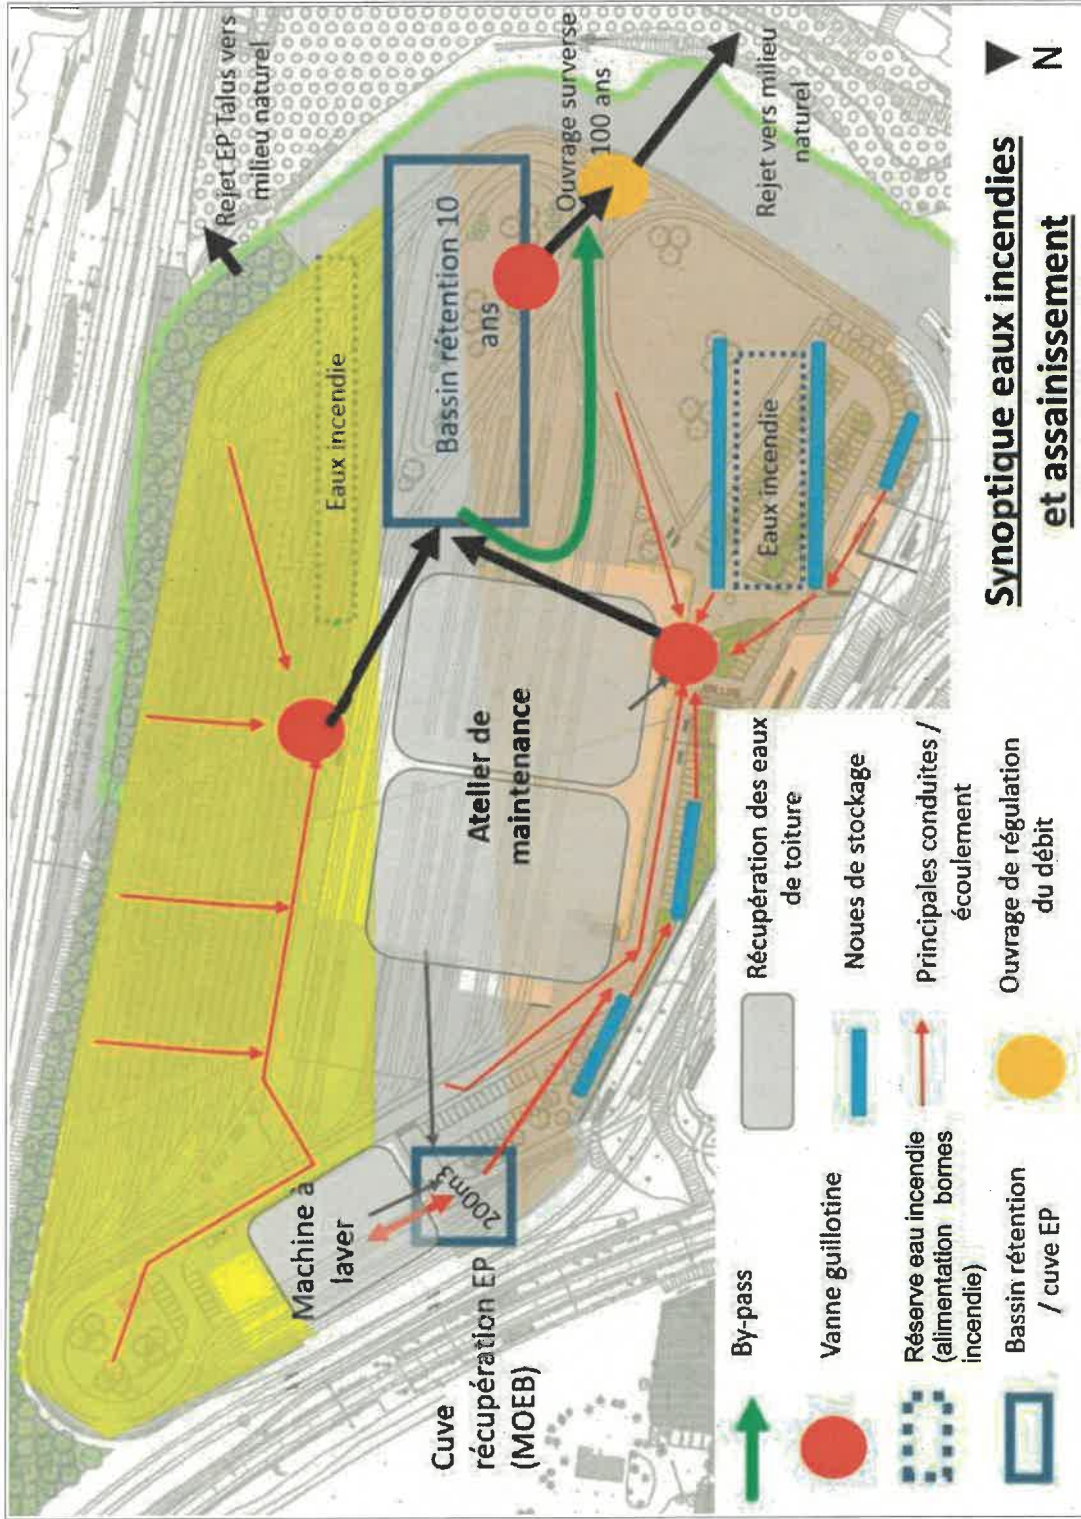 Rejet EP Talus vers
milieu naturel
Eaux incendie
Bassin rétention 10
ans
Ouvrage surverse
100 ans
Rejet vers milieu
naturel
Machine à
laver
Atelier de
maintenance
200m3
Cuve
récupération EP
(MOEB)
Eaux incendie
By-pass
Vanne guillotine
Réserve eau incendie
(alimentation bornes
incendie)
Bassin rétention
/ cuve EP
Récupération des eaux
de toiture
Noues de stockage
Principales conduites /
écoulement
Ouvrage de régulation
du débit
Synoptique eaux incendies
et assainissement
N